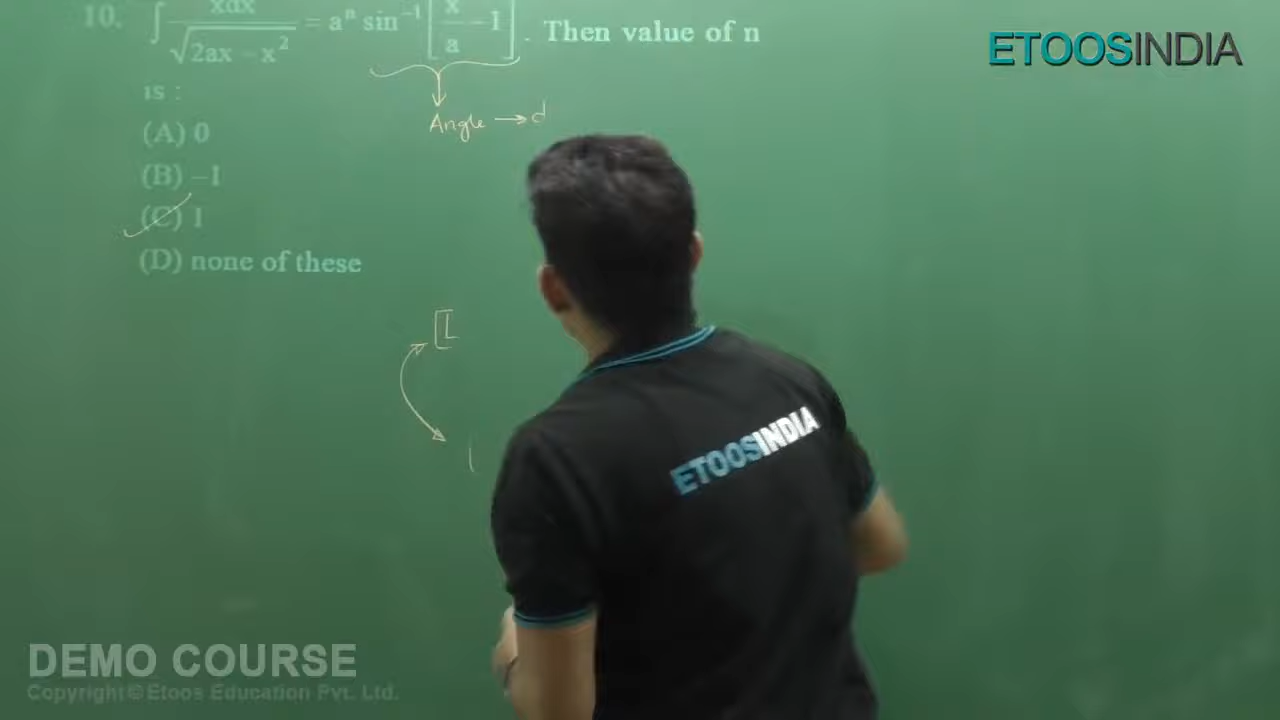 10. ∫ xdx / √2ax – x² = aⁿ sin⁻¹ [x/a – 1]. Then value of n
is :
(A) 0
(B) –1
(C) 1
(D) none of these
Angle → d
[L
ETOOSINDIA
ETOOSINDIA
DEMO COURSE
Copyright © Etoos Education Pvt. Ltd.